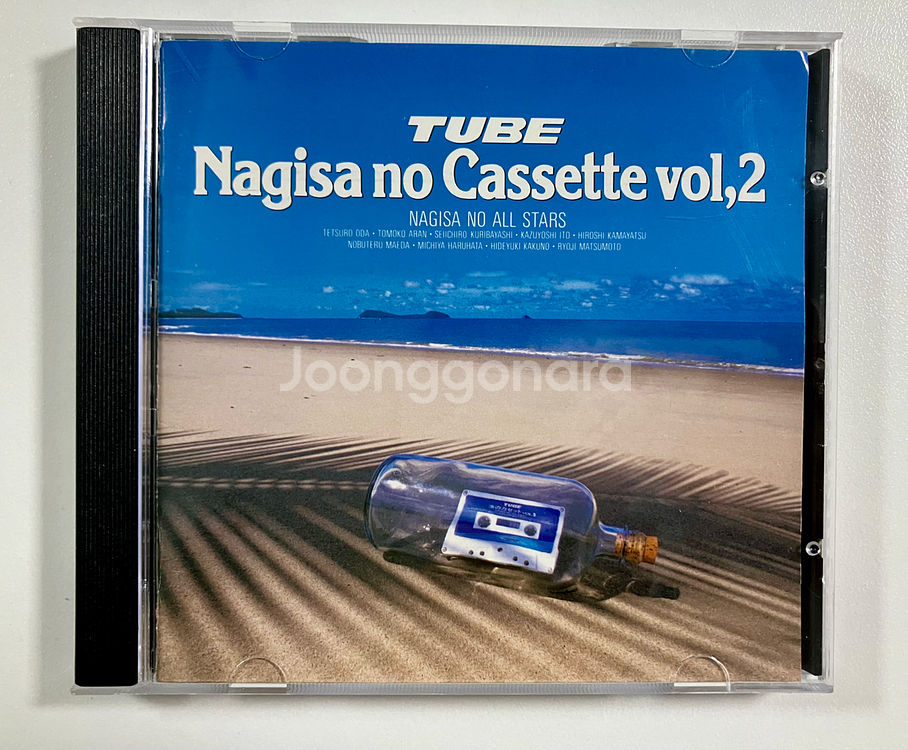 TUBE
Nagisa no Cassette vol,2
NAGISA NO ALL STARS
TETSURO ODA • TOMOKO ARAN • SEIICHIRO KURIBAYASHI • KAZUYOSHI ITO • HIROSHI KAMAYATSU
NOBUTERU MAEDA • MICHIYA HARUHATA • HIDEYUKI KAKUNO • RYOJI MATSUMOTO
Joonggonara
TUBE